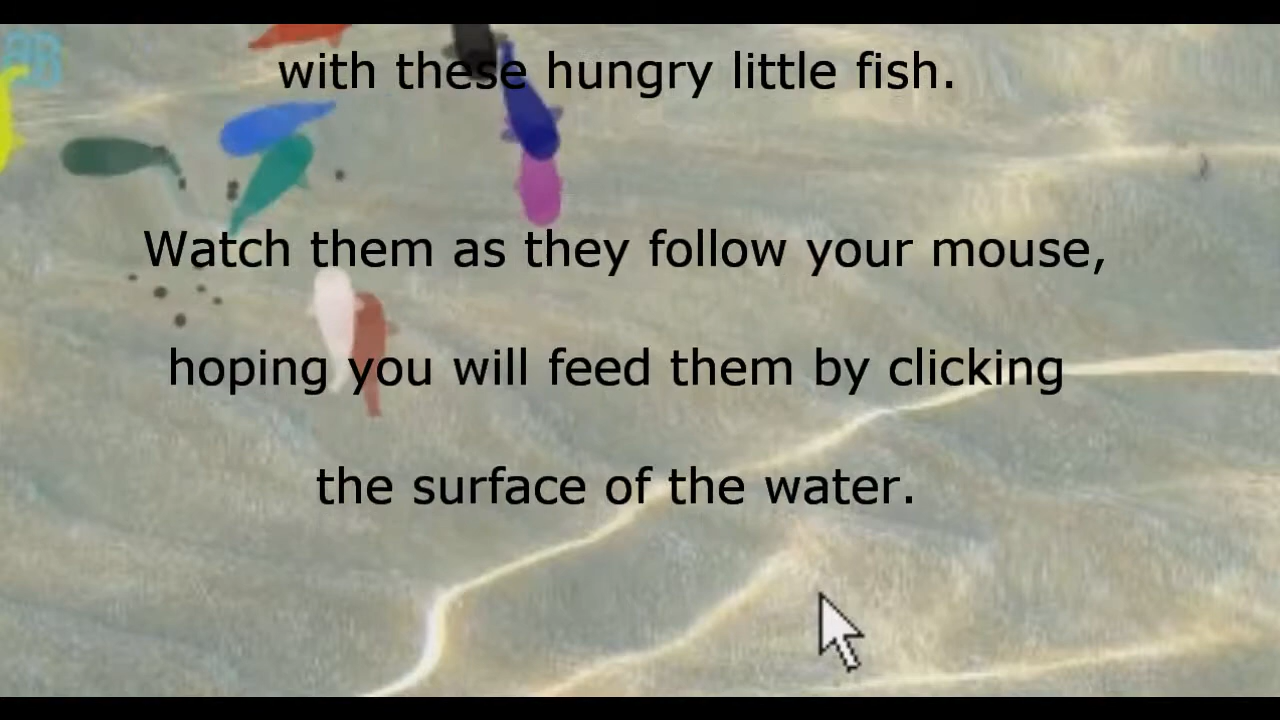 with these hungry little fish.
Watch them as they follow your mouse,
hoping you will feed them by clicking
the surface of the water.